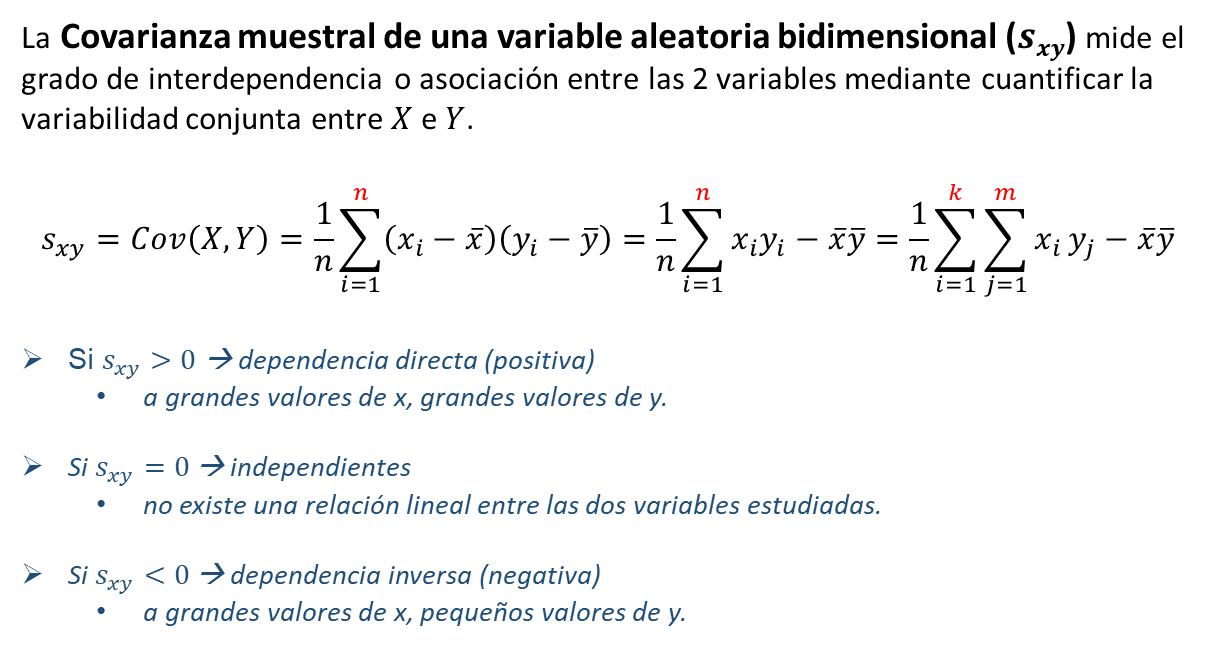 La Covarianza muestral de una variable aleatoria bidimensional (s_xy) mide el
grado de interdependencia o asociación entre las 2 variables mediante cuantificar la
variabilidad conjunta entre X e Y.
s_xy = Cov(X, Y) = 1/n ∑_{i=1}^{n} (x_i − x̄)(y_i − ȳ) = 1/n ∑_{i=1}^{n} x_i y_i − x̄ȳ = 1/n ∑_{i=1}^{k} ∑_{j=1}^{m} x_i y_j − x̄ȳ
➢ Si s_xy > 0 → dependencia directa (positiva)
• a grandes valores de x, grandes valores de y.
➢ Si s_xy = 0 → independientes
• no existe una relación lineal entre las dos variables estudiadas.
➢ Si s_xy < 0 → dependencia inversa (negativa)
• a grandes valores de x, pequeños valores de y.